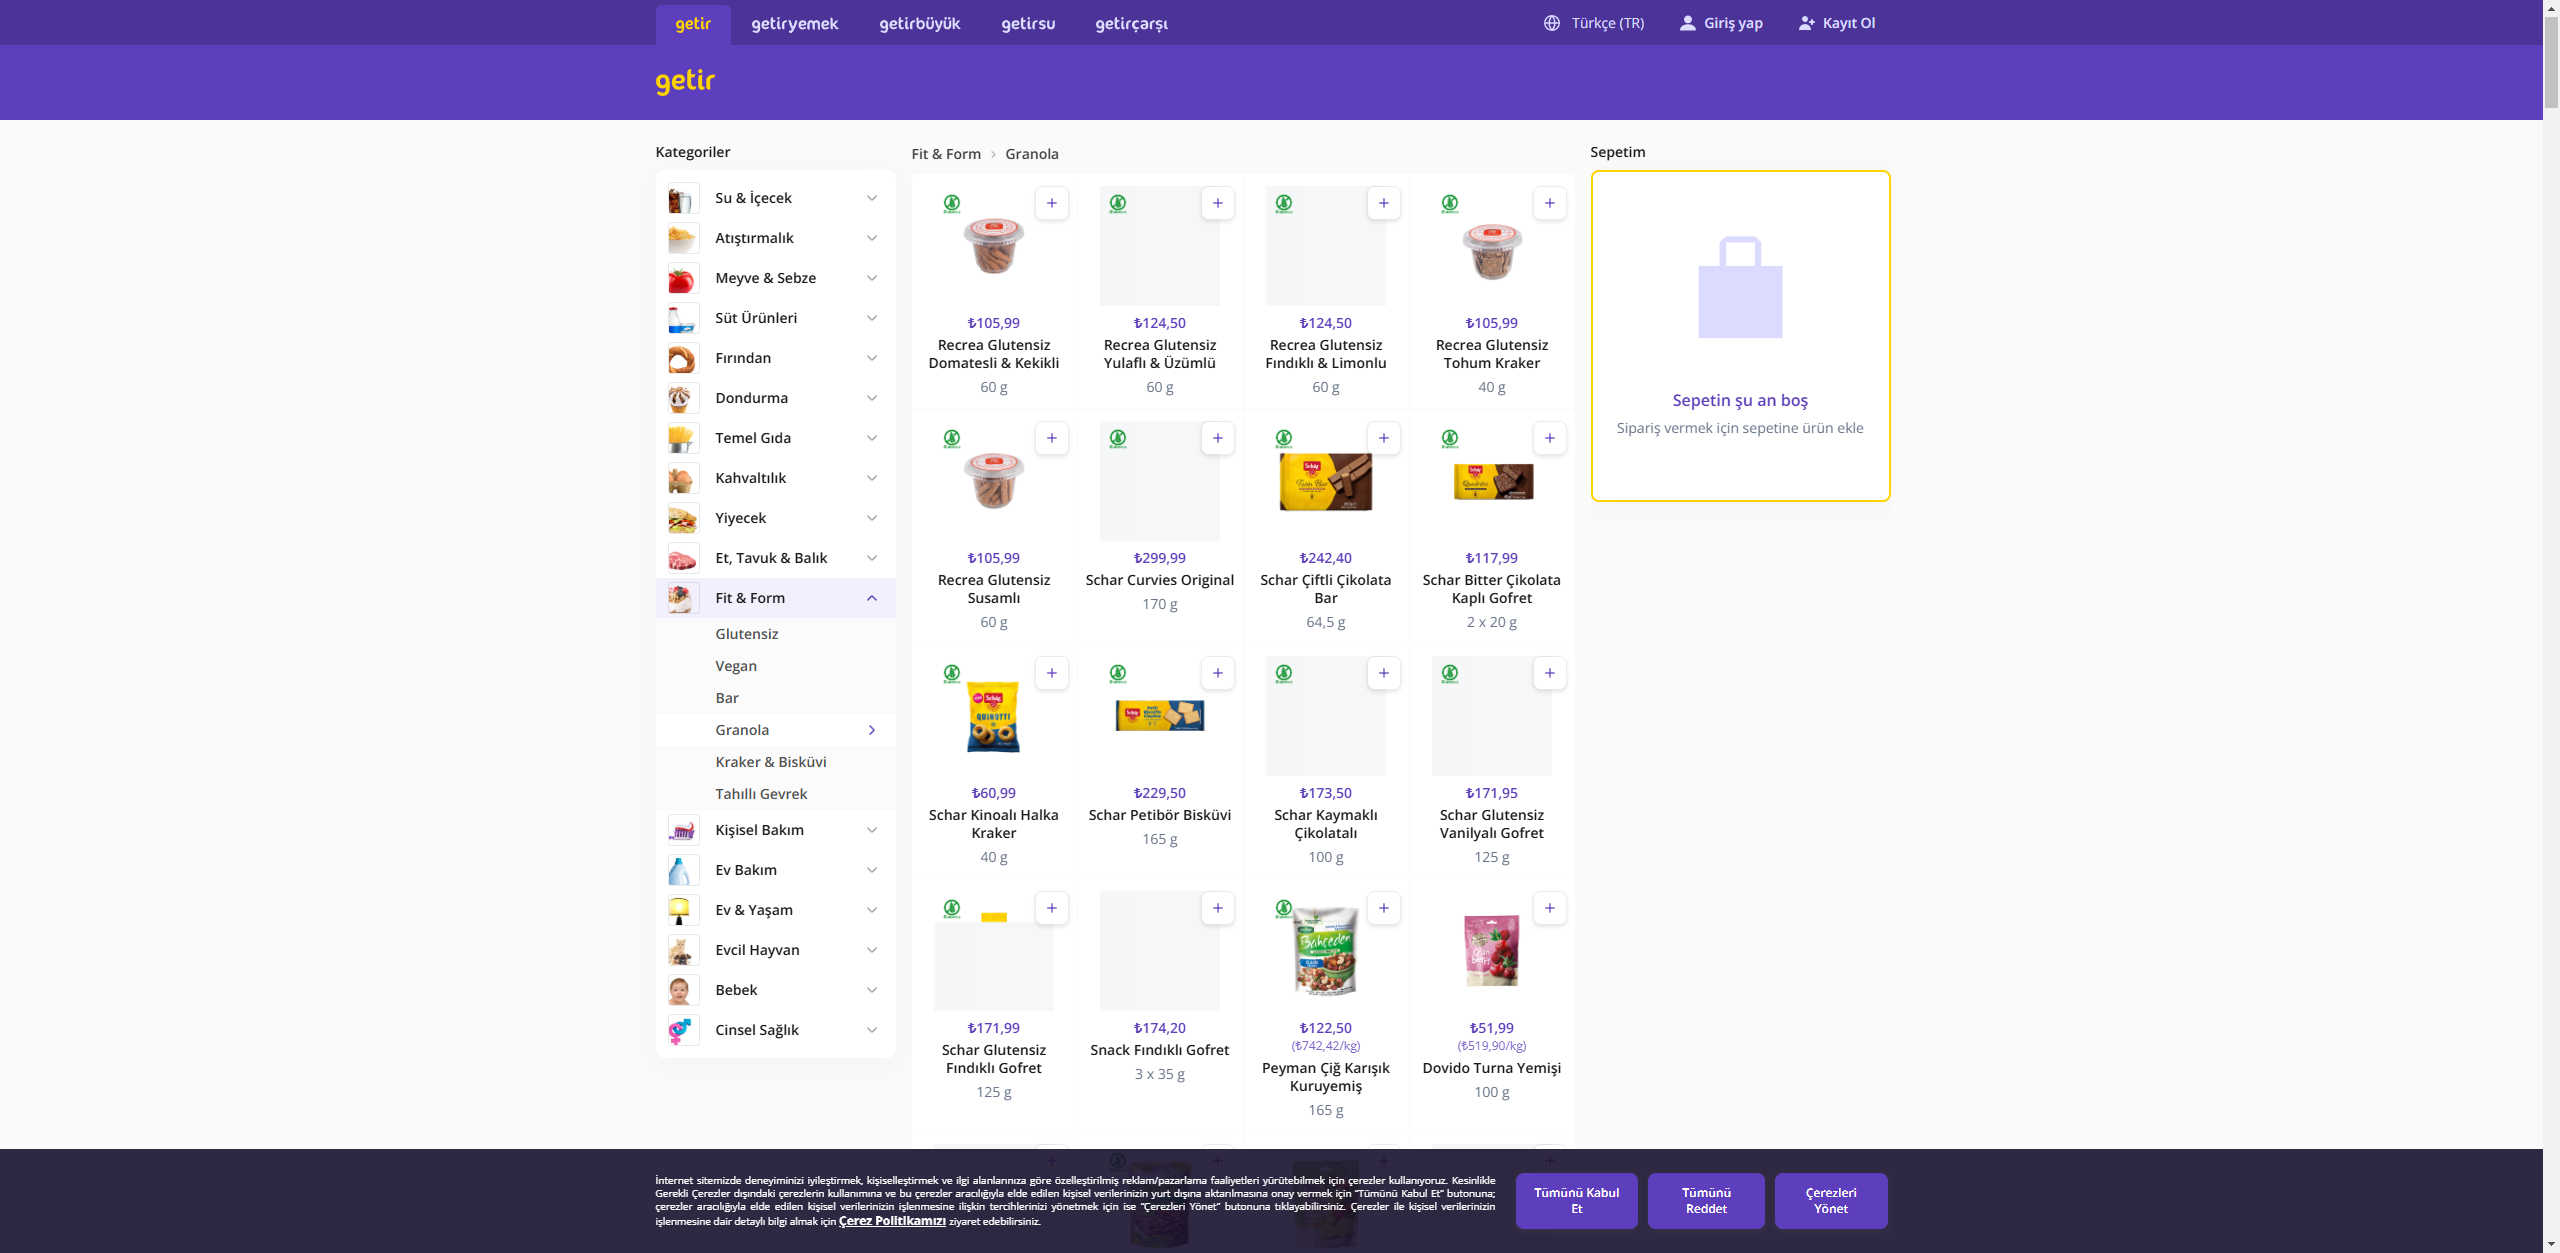 getir
getiryemek
getirbüyük
getirsu
getirçarşı
Türkçe (TR)
Giriş yap
Kayıt Ol
getir
Kategoriler
Su & İçecek
Atıştırmalık
Meyve & Sebze
Süt Ürünleri
Fırından
Dondurma
Temel Gıda
Kahvaltılık
Yiyecek
Et, Tavuk & Balık
Fit & Form
Glutensiz
Vegan
Bar
Granola
Kraker & Bisküvi
Tahıllı Gevrek
Kişisel Bakım
Ev Bakım
Ev & Yaşam
Evcil Hayvan
Bebek
Cinsel Sağlık
Fit & Form
Granola
₺105,99
Recrea Glutensiz
Domatesli & Kekikli
60 g
₺124,50
Recrea Glutensiz
Yulaflı & Üzümlü
60 g
₺124,50
Recrea Glutensiz
Fındıklı & Limonlu
60 g
₺105,99
Recrea Glutensiz
Tohum Kraker
40 g
₺105,99
Recrea Glutensiz
Susamlı
60 g
₺299,99
Schar Curvies Original
170 g
Schär
Twin Bar
₺242,40
Schar Çiftli Çikolata
Bar
64,5 g
Schär
₺117,99
Schar Bitter Çikolata
Kaplı Gofret
2 x 20 g
Schär
QUINOTTI
₺60,99
Schar Kinoalı Halka
Kraker
40 g
Schär
₺229,50
Schar Petibör Bisküvi
165 g
₺173,50
Schar Kaymaklı
Çikolatalı
100 g
₺171,95
Schar Glutensiz
Vanilyalı Gofret
125 g
₺171,99
Schar Glutensiz
Fındıklı Gofret
125 g
₺174,20
Snack Fındıklı Gofret
3 x 35 g
Bahçeden
₺122,50
(₺742,42/kg)
Peyman Çiğ Karışık
Kuruyemiş
165 g
₺51,99
(₺519,90/kg)
Dovido Turna Yemişi
100 g
Sepetim
Sepetin şu an boş
Sipariş vermek için sepetine ürün ekle
İnternet sitemizde deneyiminizi iyileştirmek, kişiselleştirmek ve ilgi alanlarınıza göre özelleştirilmiş reklam/pazarlama faaliyetleri yürütebilmek için çerezler kullanıyoruz. Kesinlikle
Gerekli Çerezler dışındaki çerezlerin kullanımına ve bu çerezler aracılığıyla elde edilen kişisel verilerinizin yurt dışına aktarılmasına onay vermek için "Tümünü Kabul Et" butonuna;
çerezler aracılığıyla elde edilen kişisel verilerinizin işlenmesine ilişkin tercihlerinizi yönetmek için ise "Çerezleri Yönet" butonuna tıklayabilirsiniz. Çerezler ile kişisel verilerinizin
işlenmesine dair detaylı bilgi almak için Çerez Politikamızı ziyaret edebilirsiniz.
Tümünü Kabul
Et
Tümünü
Reddet
Çerezleri
Yönet